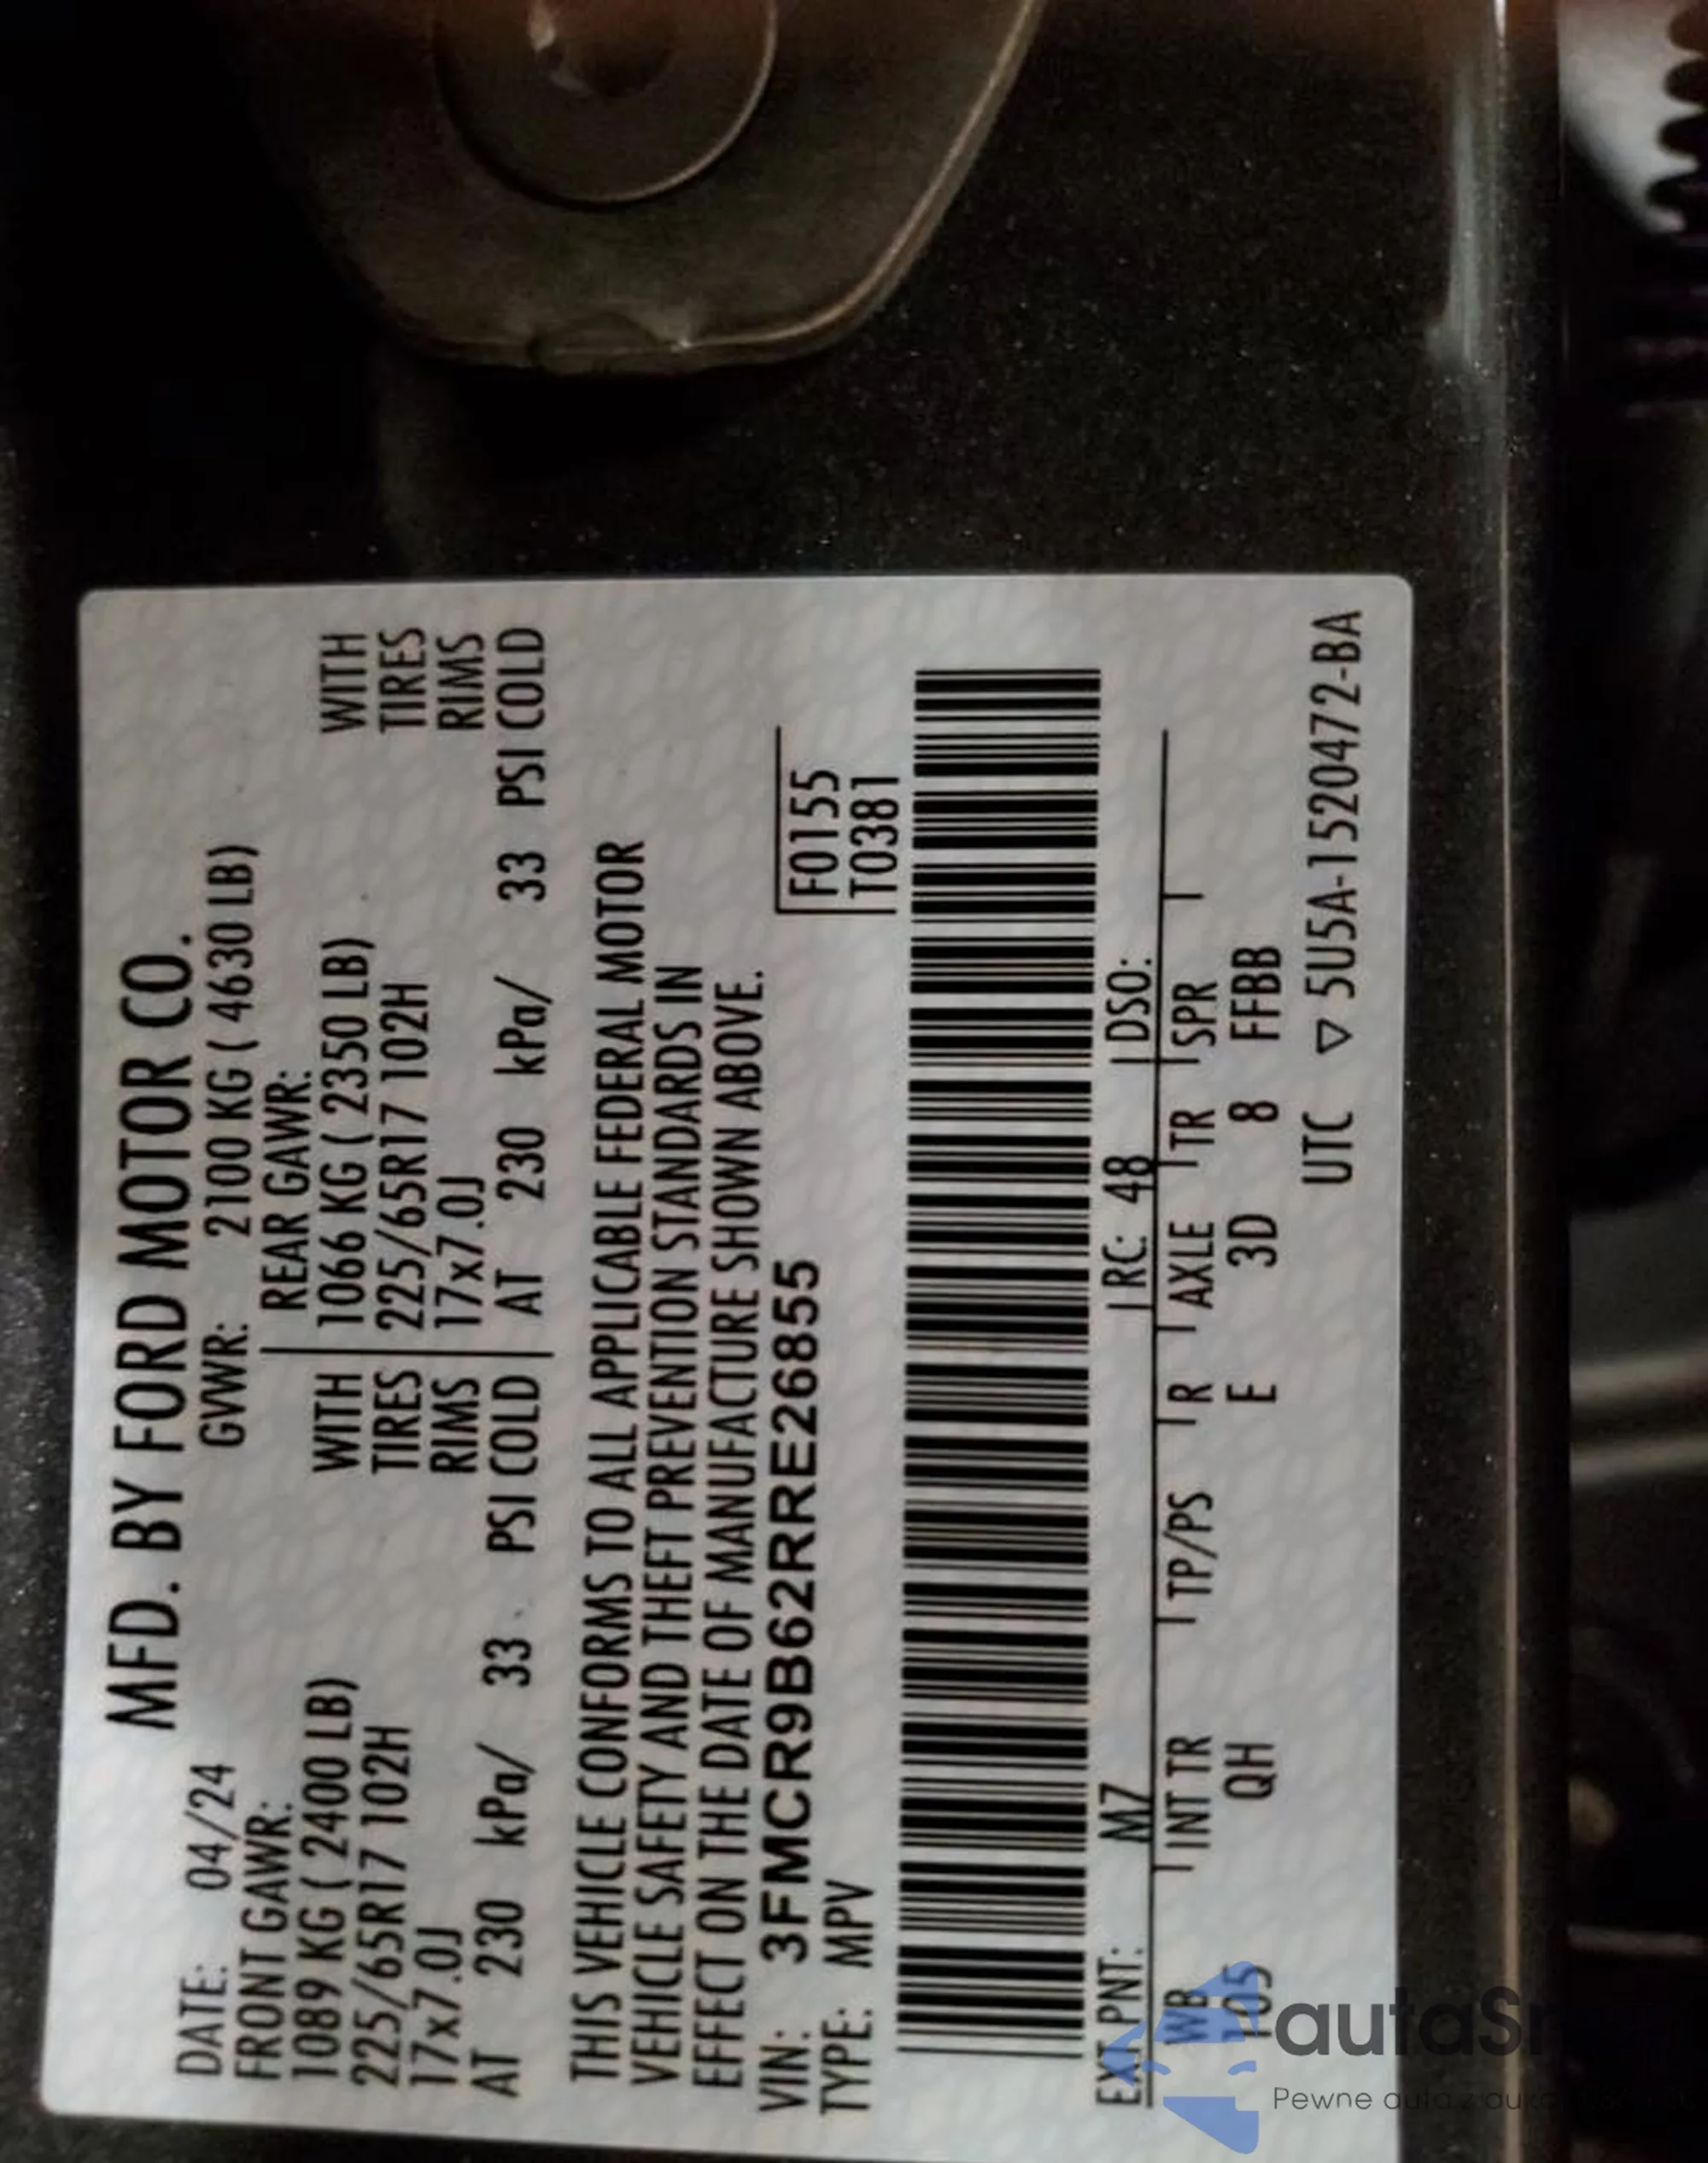 MFD. BY FORD MOTOR CO.
DATE: 04/24 GVWR: 2100 KG ( 4630 LB)
FRONT GAWR: REAR GAWR:
1089 KG ( 2400 LB) WITH 1066 KG ( 2350 LB) WITH
225/65R17 102H TIRES 225/65R17 102H TIRES
17x7.0J RIMS 17x7.0J RIMS
AT 230 kPa/ 33 PSI COLD AT 230 kPa/ 33 PSI COLD
THIS VEHICLE CONFORMS TO ALL APPLICABLE FEDERAL MOTOR
VEHICLE SAFETY AND THEFT PREVENTION STANDARDS IN
EFFECT ON THE DATE OF MANUFACTURE SHOWN ABOVE.
VIN: 3FMCR9B62RRE26855 F0155
TYPE: MPV T0381
EXT PNT: M7 RC: 48 DSO:
WB INT TR TP/PS R AXLE TR SPR
105 QH E 3D 8 FFBB
UTC ▽ 5U5A-1520472-BA
Pewne auta z